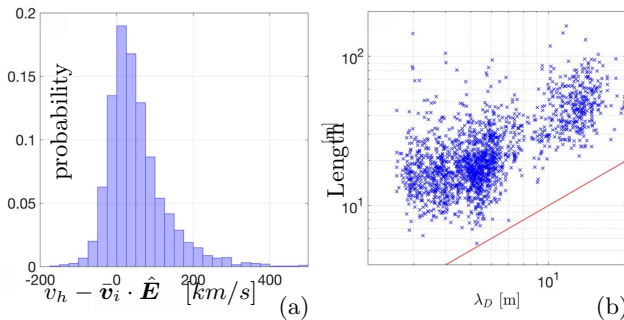 0.2
0.15
0.1
0.05
0
-200
0
200
400
probability
v_h − v̄_i · Ê [km/s]
(a)
10²
10¹
Length
[m]
10¹
λ_D [m]
(b)